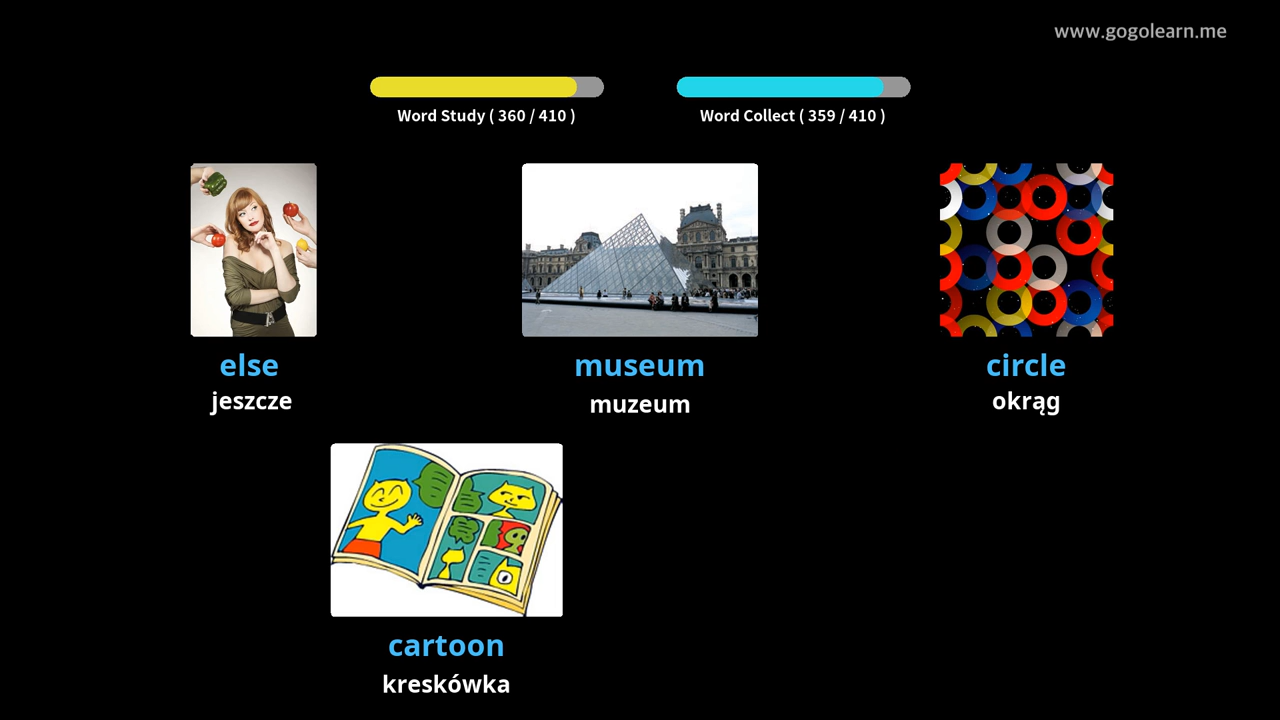 www.gogolearn.me
Word Study ( 360 / 410 )
Word Collect ( 359 / 410 )
else
jeszcze
museum
muzeum
circle
okrąg
cartoon
kreskówka